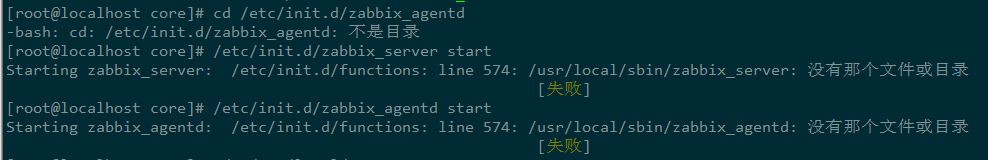 [root@localhost core]# cd /etc/init.d/zabbix_agentd
-bash: cd: /etc/init.d/zabbix_agentd: 不是目录
[root@localhost core]# /etc/init.d/zabbix_server start
Starting zabbix_server:  /etc/init.d/functions: line 574: /usr/local/sbin/zabbix_server: 没有那个文件或目录
[失败]
[root@localhost core]# /etc/init.d/zabbix_agentd start
Starting zabbix_agentd:  /etc/init.d/functions: line 574: /usr/local/sbin/zabbix_agentd: 没有那个文件或目录
[失败]